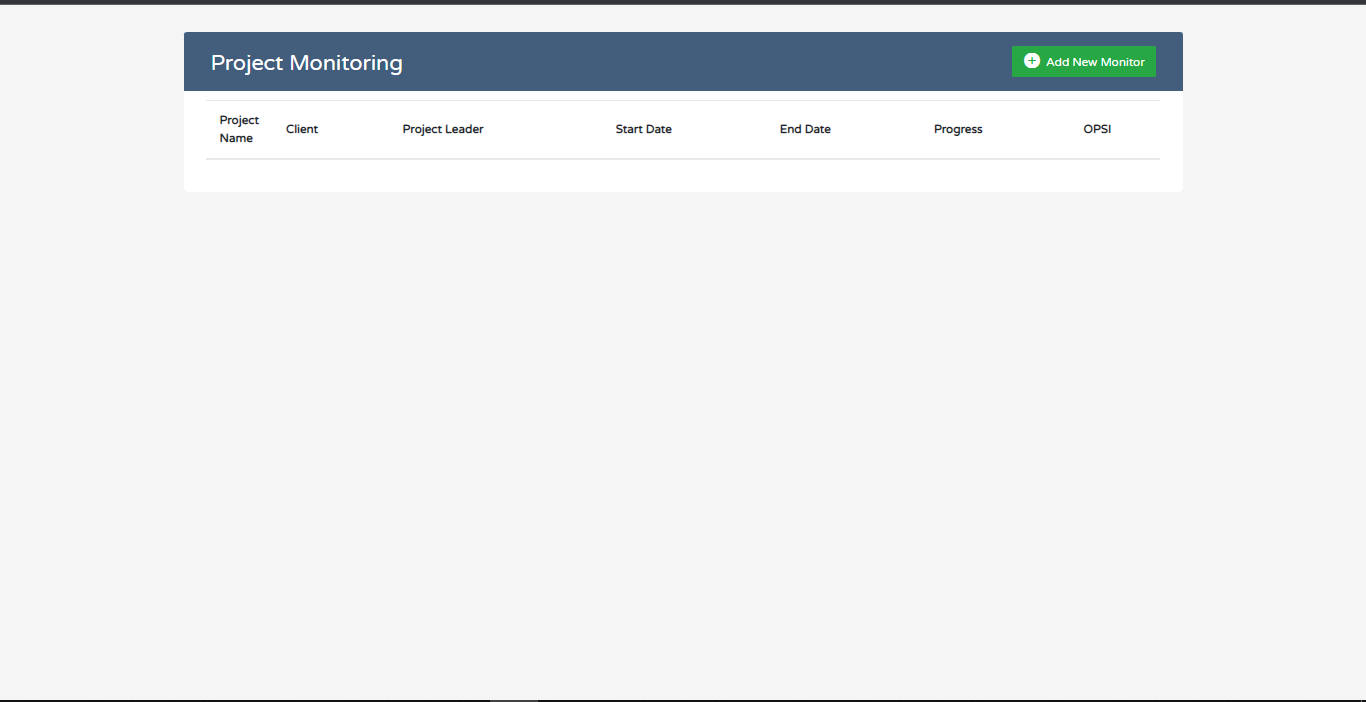 Project Monitoring
Add New Monitor
Project
Name
Client
Project Leader
Start Date
End Date
Progress
OPSI